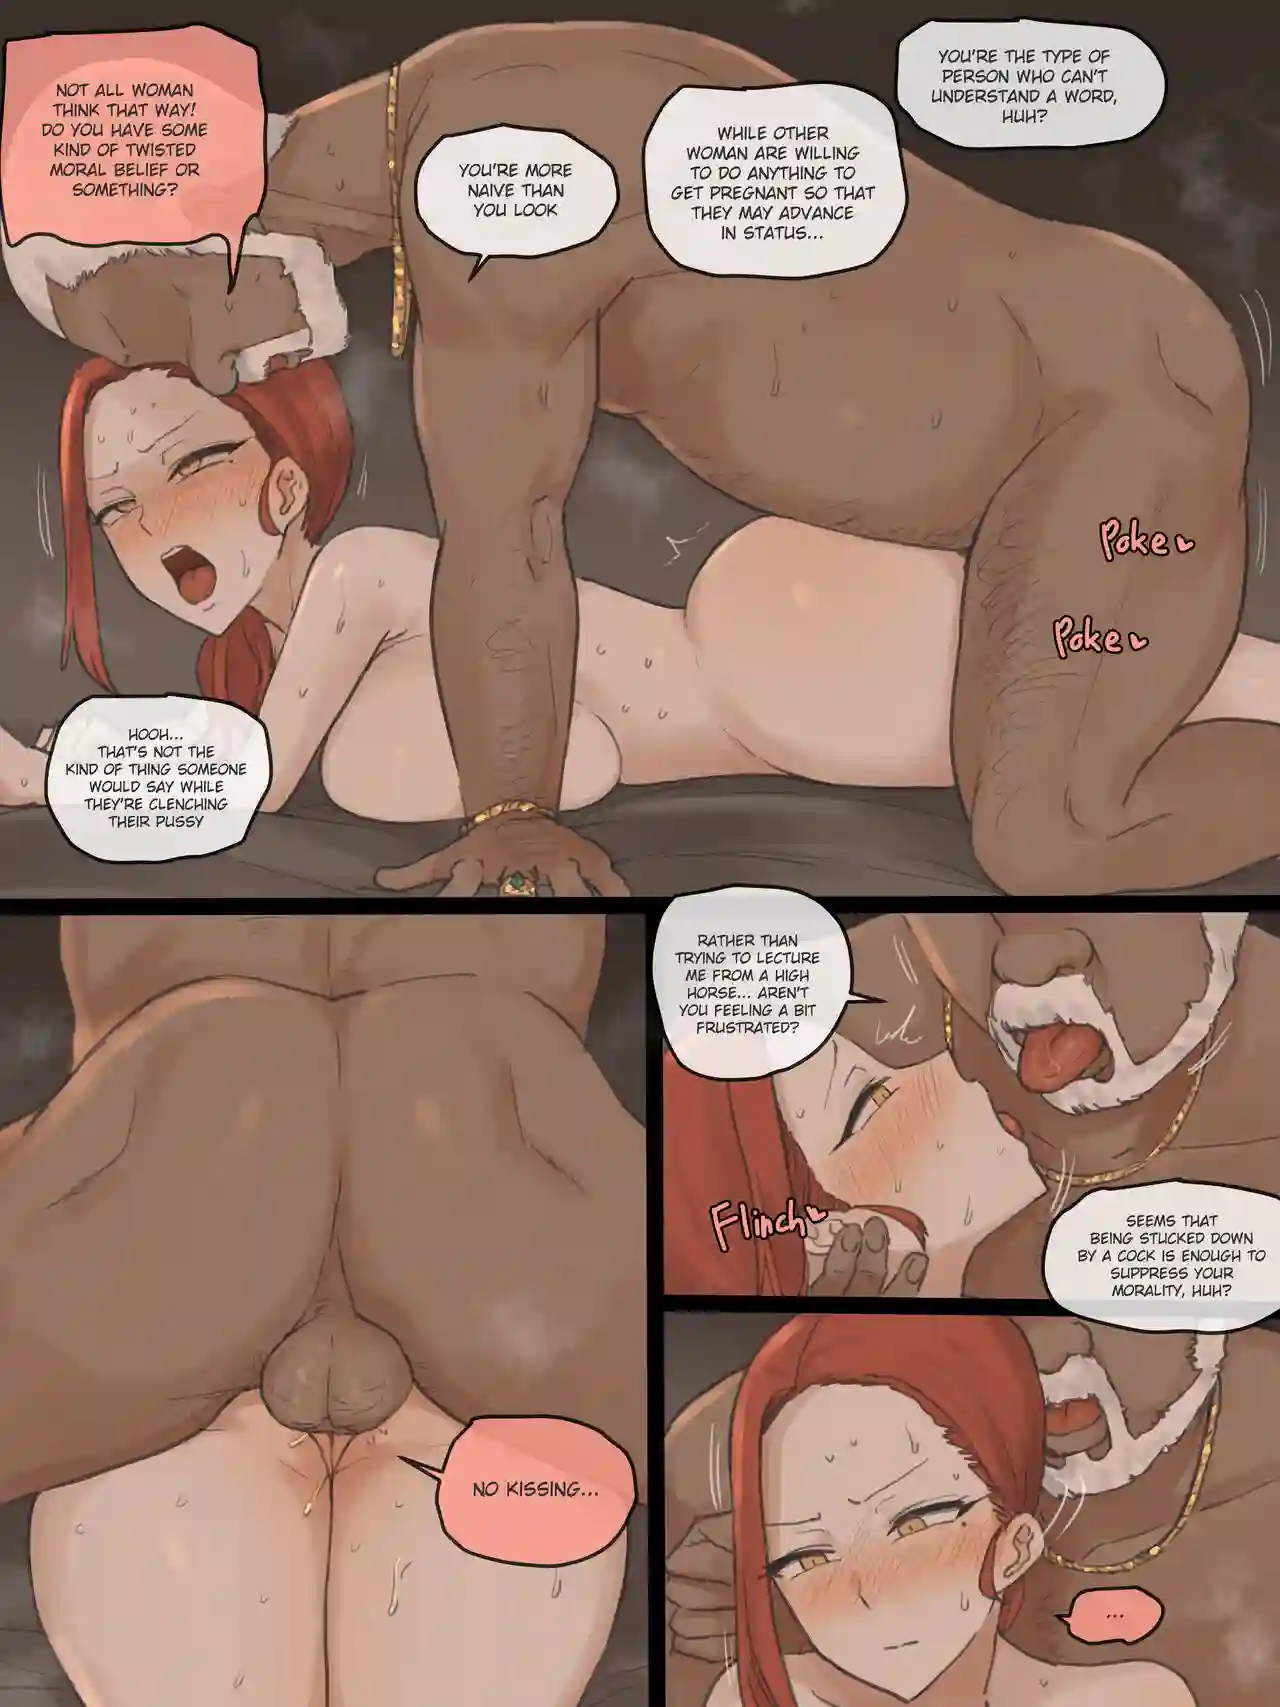 NOT ALL WOMAN
THINK THAT WAY!
DO YOU HAVE SOME
KIND OF TWISTED
MORAL BELIEF OR
SOMETHING?
YOU'RE MORE
NAIVE THAN
YOU LOOK
WHILE OTHER
WOMAN ARE WILLING
TO DO ANYTHING TO
GET PREGNANT SO THAT
THEY MAY ADVANCE
IN STATUS...
YOU'RE THE TYPE OF
PERSON WHO CAN'T
UNDERSTAND A WORD,
HUH?
Poke
Poke
HOOH...
THAT'S NOT THE
KIND OF THING SOMEONE
WOULD SAY WHILE
THEY'RE CLENCHING
THEIR PUSSY
NO KISSING...
RATHER THAN
TRYING TO LECTURE
ME FROM A HIGH
HORSE... AREN'T
YOU FEELING A BIT
FRUSTRATED?
Flinch
SEEMS THAT
BEING STUCKED DOWN
BY A COCK IS ENOUGH TO
SUPPRESS YOUR
MORALITY, HUH?
...